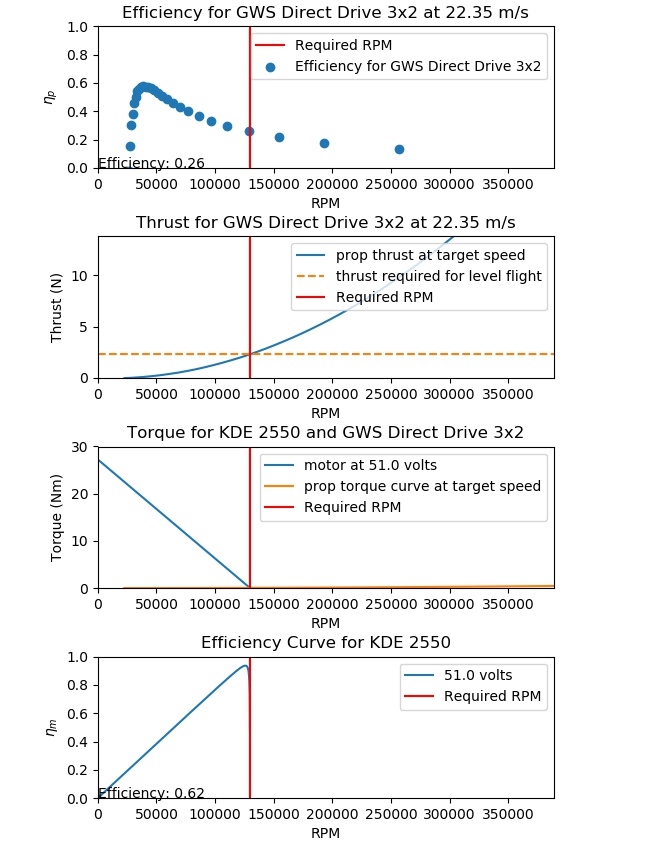 Efficiency for GWS Direct Drive 3x2 at 22.35 m/s
1.0
0.8
0.6
0.4
0.2
0.0
ηp
Required RPM
Efficiency for GWS Direct Drive 3x2
Efficiency: 0.26
0 50000 100000 150000 200000 250000 300000 350000
RPM
Thrust for GWS Direct Drive 3x2 at 22.35 m/s
10
5
0
Thrust (N)
prop thrust at target speed
thrust required for level flight
Required RPM
0 50000 100000 150000 200000 250000 300000 350000
RPM
Torque for KDE 2550 and GWS Direct Drive 3x2
30
20
10
0
Torque (Nm)
motor at 51.0 volts
prop torque curve at target speed
Required RPM
0 50000 100000 150000 200000 250000 300000 350000
RPM
Efficiency Curve for KDE 2550
1.0
0.8
0.6
0.4
0.2
0.0
ηm
51.0 volts
Required RPM
Efficiency: 0.62
0 50000 100000 150000 200000 250000 300000 350000
RPM